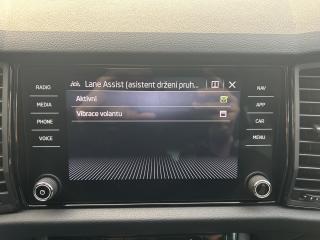 Lane Assist (asistent držení pruh...
RADIO
MEDIA
PHONE
VOICE
Aktivní
Vibrace volantu
NAV
APP
CAR
MENU